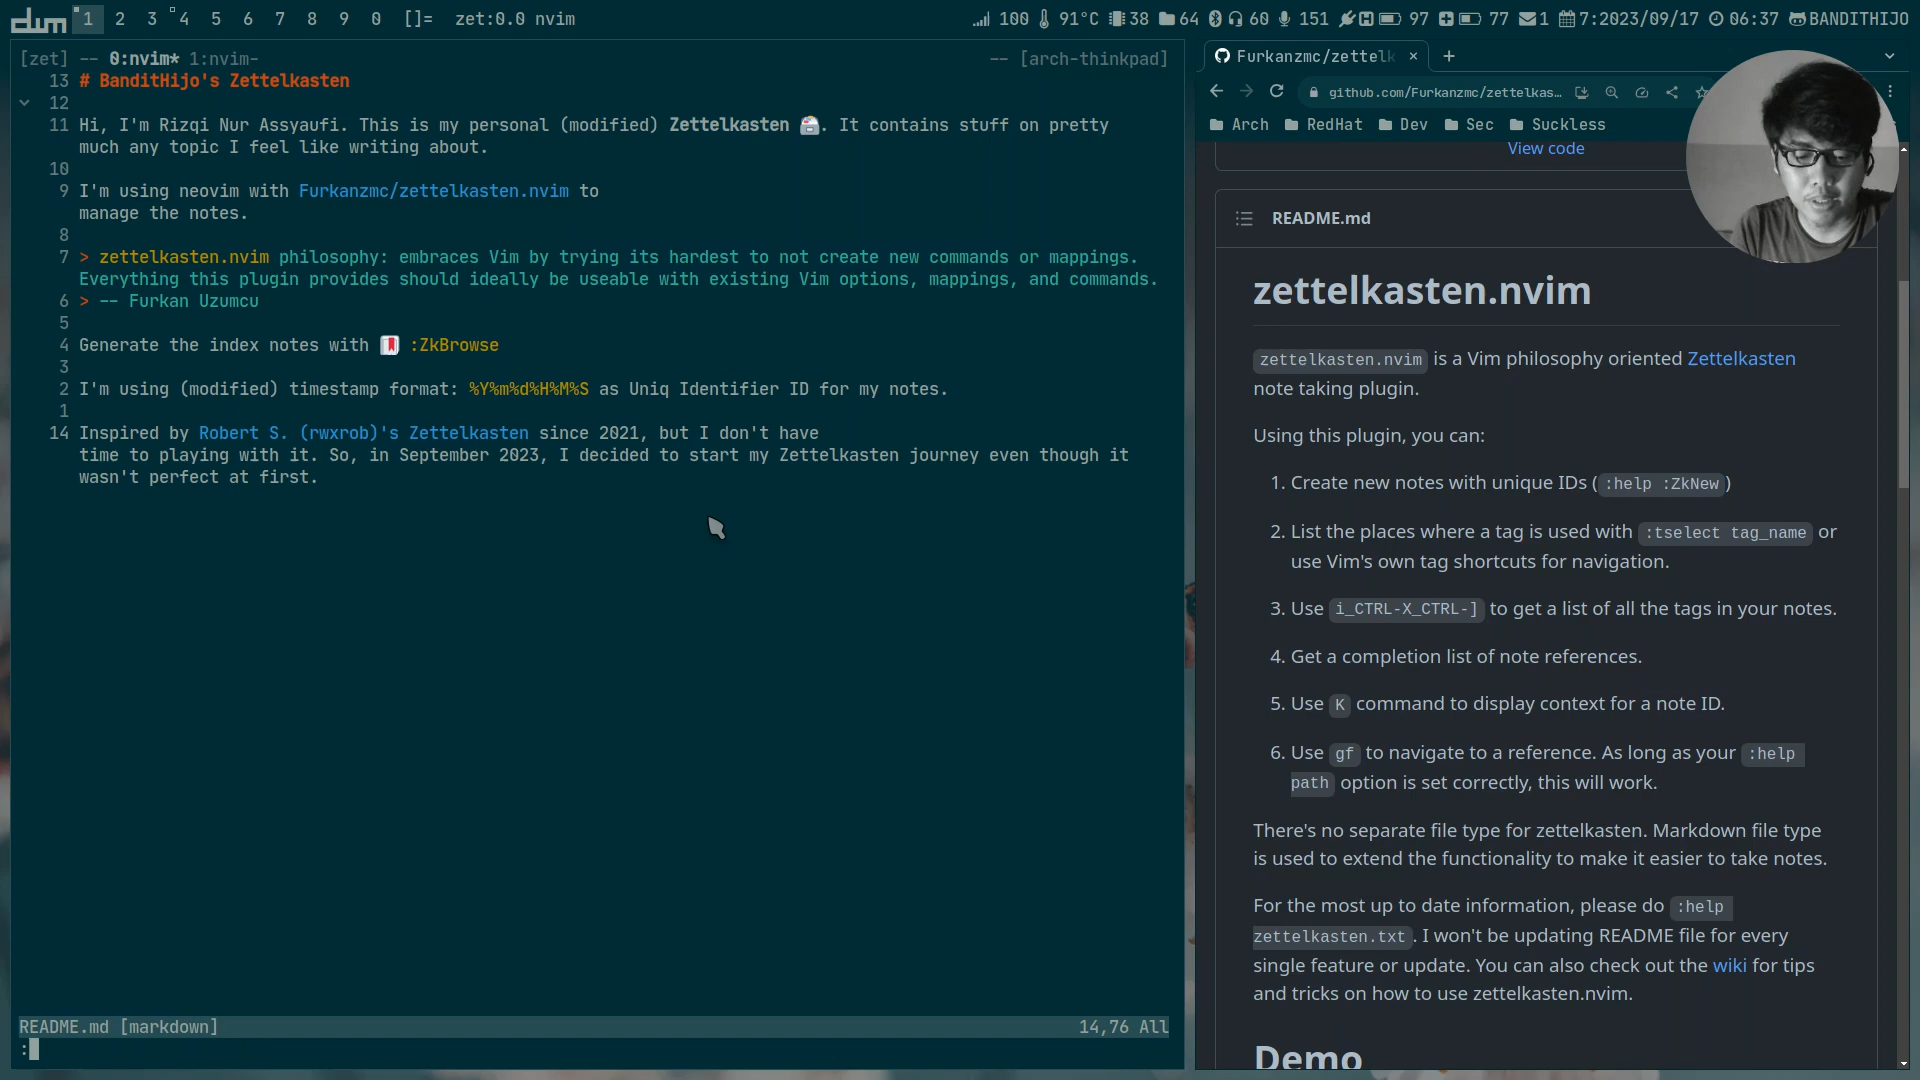 dwm 1 2 3 4 5 6 7 8 9 0 []= zet:0.0 nvim 100 91°C 38 64 60 151 H 97 77 1 7:2023/09/17 06:37 BANDITHIJO
[zet] -- 0:nvim* 1:nvim- -- [arch-thinkpad]
13 # BanditHijo's Zettelkasten
12
11 Hi, I'm Rizqi Nur Assyaufi. This is my personal (modified) Zettelkasten 🗃. It contains stuff on pretty
much any topic I feel like writing about.
10
9 I'm using neovim with Furkanzmc/zettelkasten.nvim to
manage the notes.
8
7 > zettelkasten.nvim philosophy: embraces Vim by trying its hardest to not create new commands or mappings.
Everything this plugin provides should ideally be useable with existing Vim options, mappings, and commands.
6 > -- Furkan Uzumcu
5
4 Generate the index notes with :ZkBrowse
3
2 I'm using (modified) timestamp format: %Y%m%d%H%M%S as Uniq Identifier ID for my notes.
1
14 Inspired by Robert S. (rwxrob)'s Zettelkasten since 2021, but I don't have
time to playing with it. So, in September 2023, I decided to start my Zettelkasten journey even though it
wasn't perfect at first.
README.md [markdown] 14,76 All
:
Furkanzmc/zettelk
github.com/Furkanzmc/zettelkas...
Arch RedHat Dev Sec Suckless
View code
README.md
zettelkasten.nvim
zettelkasten.nvim is a Vim philosophy oriented Zettelkasten
note taking plugin.
Using this plugin, you can:
1. Create new notes with unique IDs ( :help :ZkNew )
2. List the places where a tag is used with :tselect tag_name or
use Vim's own tag shortcuts for navigation.
3. Use i_CTRL-X_CTRL-] to get a list of all the tags in your notes.
4. Get a completion list of note references.
5. Use K command to display context for a note ID.
6. Use gf to navigate to a reference. As long as your :help
path option is set correctly, this will work.
There's no separate file type for zettelkasten. Markdown file type
is used to extend the functionality to make it easier to take notes.
For the most up to date information, please do :help
zettelkasten.txt . I won't be updating README file for every
single feature or update. You can also check out the wiki for tips
and tricks on how to use zettelkasten.nvim.
Demo